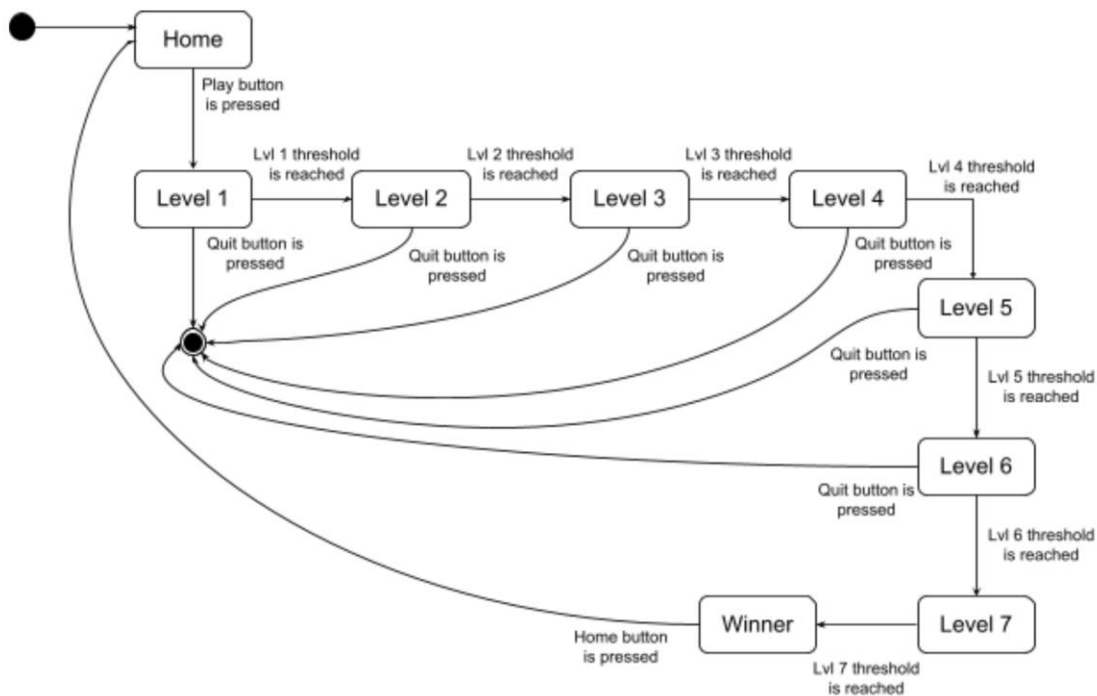 Home
Play button
is pressed
Lvl 1 threshold
is reached
Lvl 2 threshold
is reached
Lvl 3 threshold
is reached
Lvl 4 threshold
is reached
Level 1
Level 2
Level 3
Level 4
Quit button is
pressed
Quit button is
pressed
Quit button is
pressed
Quit button is
pressed
Level 5
Quit button is
pressed
Lvl 5 threshold
is reached
Level 6
Quit button is
pressed
Lvl 6 threshold
is reached
Winner
Level 7
Home button
is pressed
Lvl 7 threshold
is reached